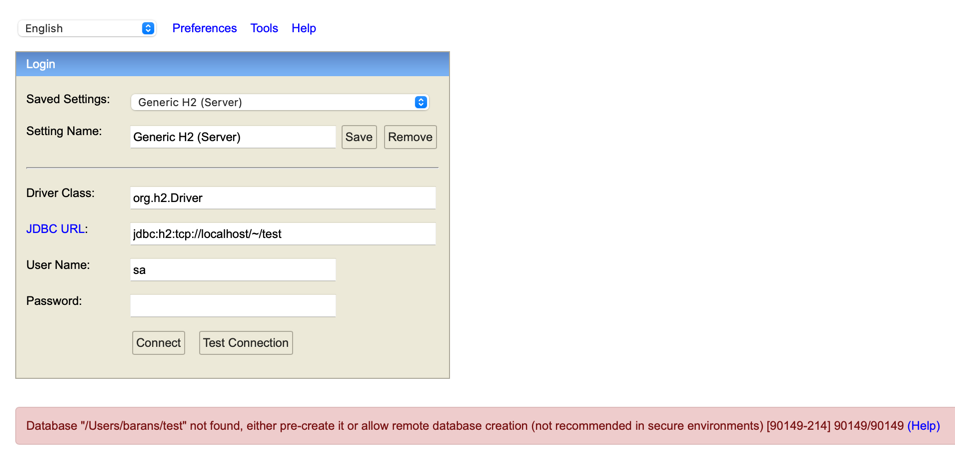 English Preferences Tools Help
Login
Saved Settings: Generic H2 (Server)
Setting Name: Generic H2 (Server) Save Remove
Driver Class: org.h2.Driver
JDBC URL: jdbc:h2:tcp://localhost/~/test
User Name: sa
Password:
Connect Test Connection
Database "/Users/barans/test" not found, either pre-create it or allow remote database creation (not recommended in secure environments) [90149-214] 90149/90149 (Help)